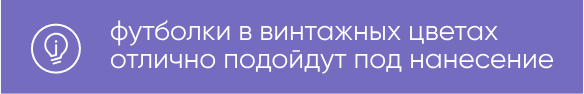 футболки в винтажных цветах
отлично подойдут под нанесение